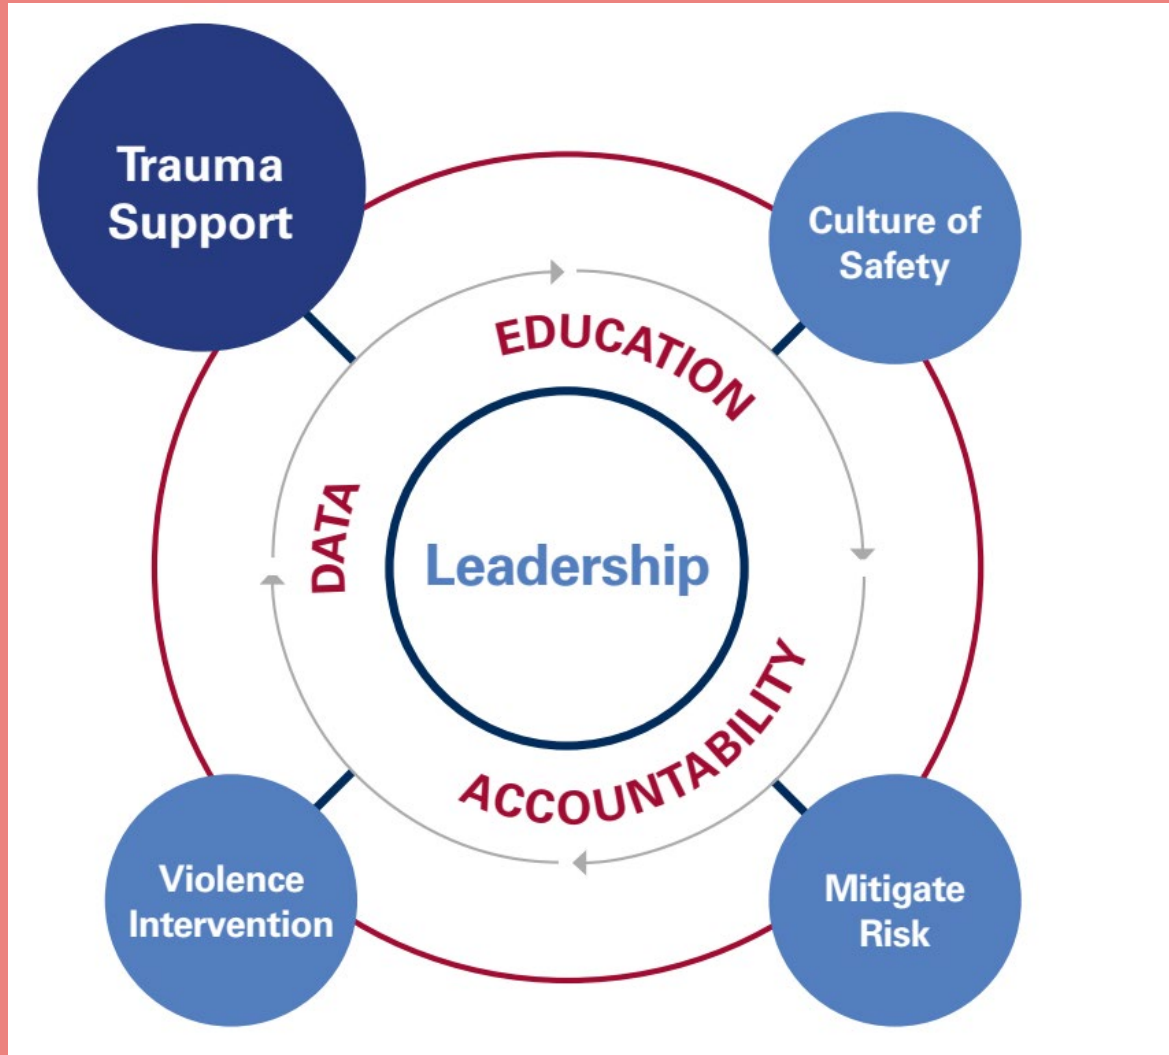 Trauma
Support
Culture of
Safety
EDUCATION
DATA
Leadership
ACCOUNTABILITY
Violence
Intervention
Mitigate
Risk